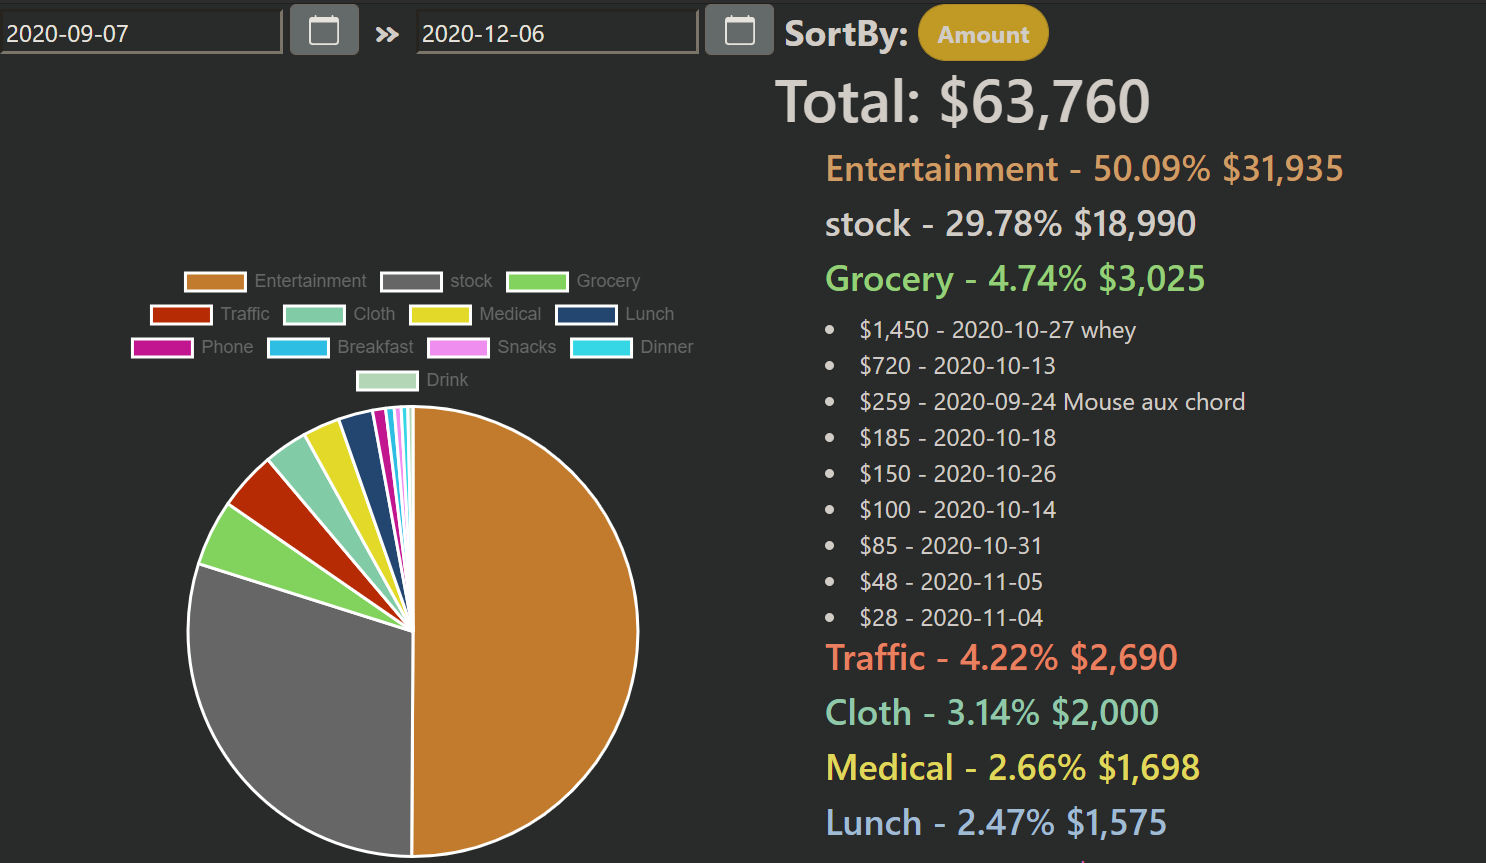 2020-09-07 » 2020-12-06 SortBy: Amount
Total: $63,760
Entertainment - 50.09% $31,935
stock - 29.78% $18,990
Grocery - 4.74% $3,025
• $1,450 - 2020-10-27 whey
• $720 - 2020-10-13
• $259 - 2020-09-24 Mouse aux chord
• $185 - 2020-10-18
• $150 - 2020-10-26
• $100 - 2020-10-14
• $85 - 2020-10-31
• $48 - 2020-11-05
• $28 - 2020-11-04
Traffic - 4.22% $2,690
Cloth - 3.14% $2,000
Medical - 2.66% $1,698
Lunch - 2.47% $1,575
Entertainment stock Grocery
Traffic Cloth Medical Lunch
Phone Breakfast Snacks Dinner
Drink